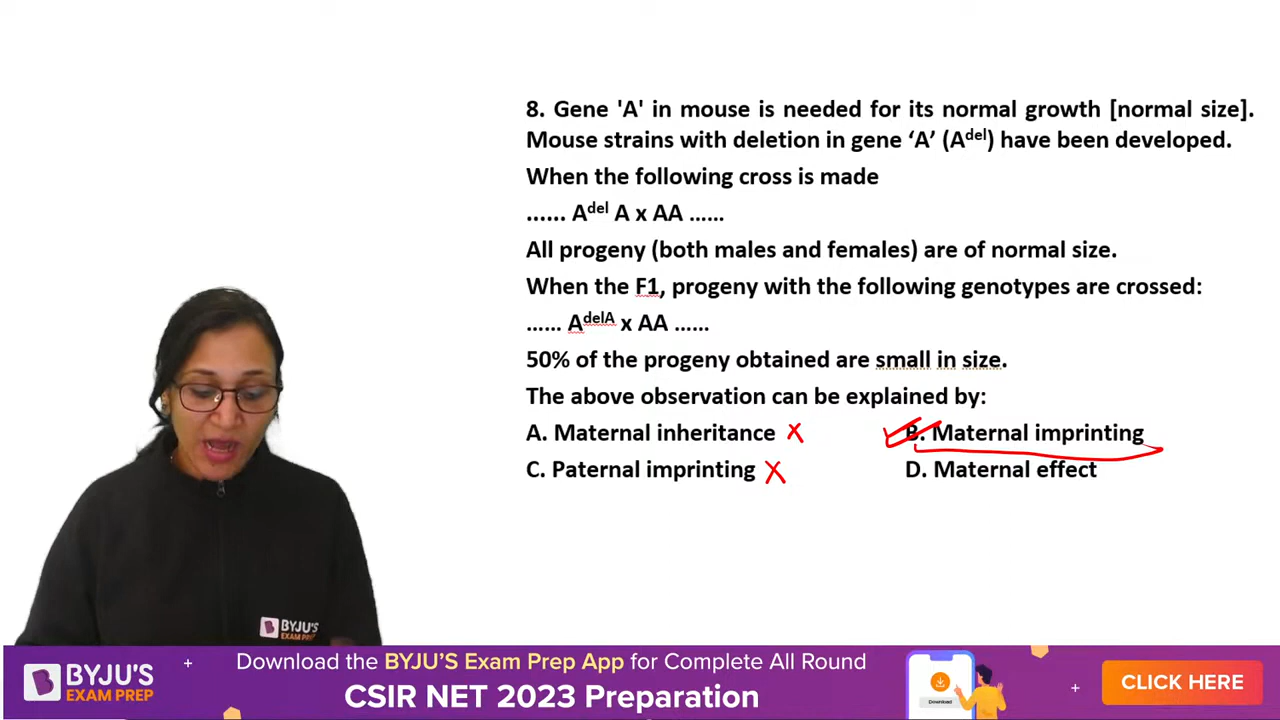 8. Gene 'A' in mouse is needed for its normal growth [normal size].
Mouse strains with deletion in gene ‘A’ (Adel) have been developed.
When the following cross is made
...... Adel A x AA ......
All progeny (both males and females) are of normal size.
When the F1, progeny with the following genotypes are crossed:
...... AdelA x AA ......
50% of the progeny obtained are small in size.
The above observation can be explained by:
A. Maternal inheritance
B. Maternal imprinting
C. Paternal imprinting
D. Maternal effect
BYJU'S
EXAM PREP
BYJU'S
EXAM PREP
Download the BYJU'S Exam Prep App for Complete All Round
CSIR NET 2023 Preparation
Download
CLICK HERE